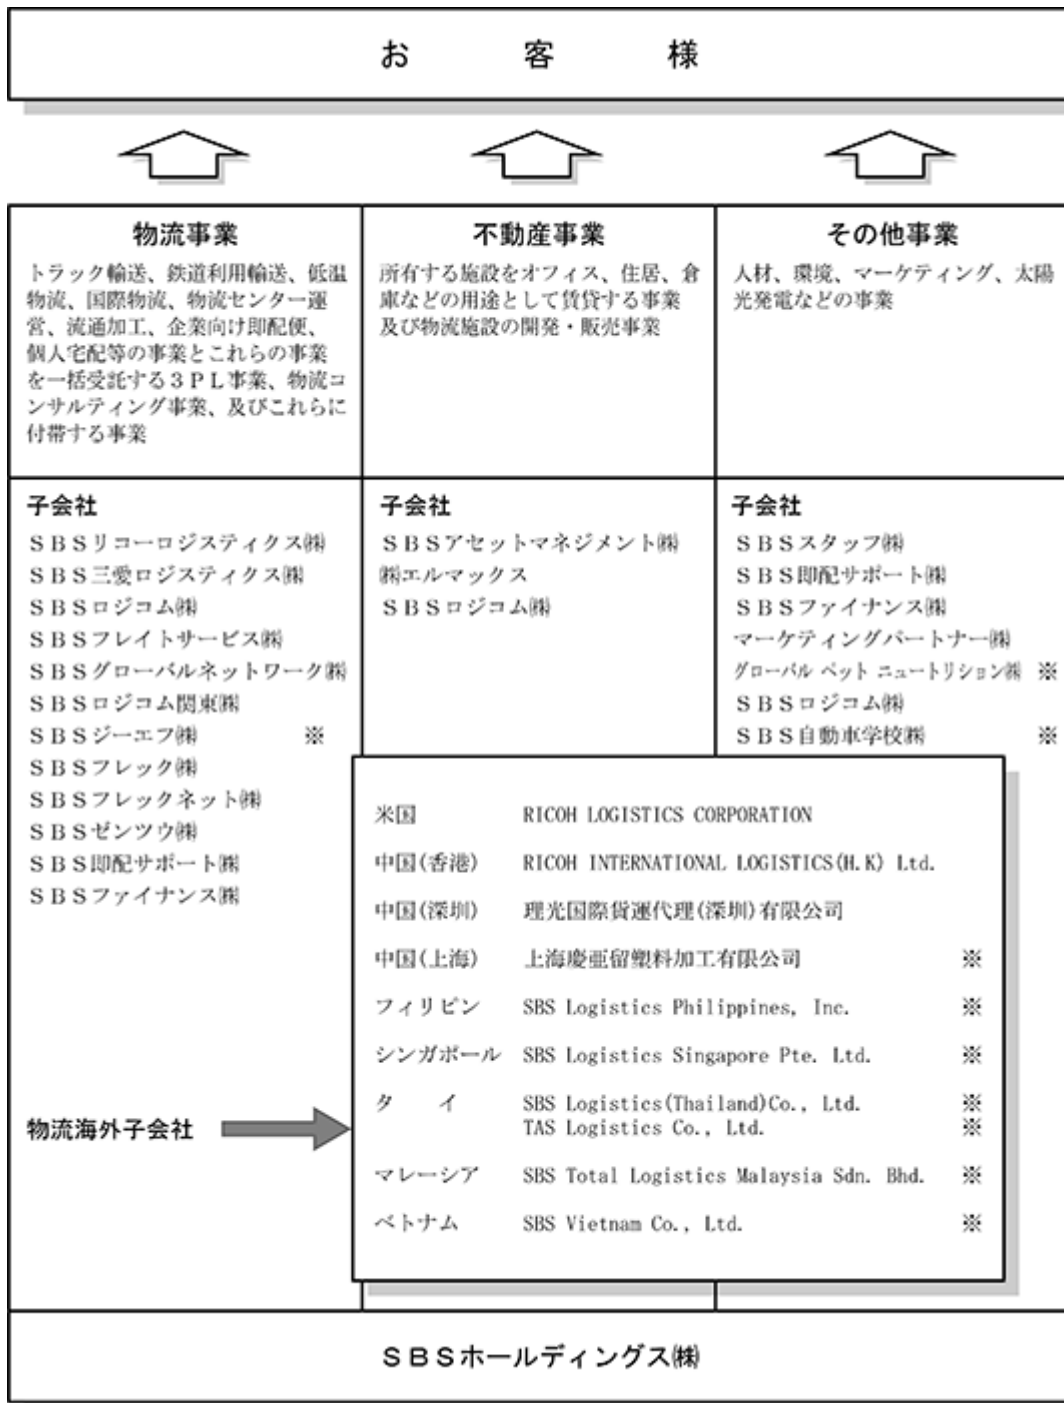 お客様
物流事業
トラック輸送、鉄道利用輸送、低温
物流、国際物流、物流センター運
営、流通加工、企業向け即配便、
個人宅配等の事業とこれらの事業
を一括受託する３ＰＬ事業、物流コ
ンサルティング事業、及びこれらに
付帯する事業
不動産事業
所有する施設をオフィス、住居、倉
庫などの用途として賃貸する事業
及び物流施設の開発・販売事業
その他事業
人材、環境、マーケティング、太陽
光発電などの事業
子会社
ＳＢＳリコーロジスティクス㈱
ＳＢＳ三愛ロジスティクス㈱
ＳＢＳロジコム㈱
ＳＢＳフレイトサービス㈱
ＳＢＳグローバルネットワーク㈱
ＳＢＳロジコム関東㈱
ＳＢＳジーエフ㈱ ※
ＳＢＳフレック㈱
ＳＢＳフレックネット㈱
ＳＢＳゼンツウ㈱
ＳＢＳ即配サポート㈱
ＳＢＳファイナンス㈱
子会社
ＳＢＳアセットマネジメント㈱
㈱エルマックス
ＳＢＳロジコム㈱
子会社
ＳＢＳスタッフ㈱
ＳＢＳ即配サポート㈱
ＳＢＳファイナンス㈱
マーケティングパートナー㈱
グローバル ペット ニュートリション㈱ ※
ＳＢＳロジコム㈱
ＳＢＳ自動車学校㈱ ※
物流海外子会社
米国 RICOH LOGISTICS CORPORATION
中国(香港) RICOH INTERNATIONAL LOGISTICS(H.K) Ltd.
中国(深圳) 理光国際貨運代理(深圳)有限公司
中国(上海) 上海慶亜留塑料加工有限公司 ※
フィリピン SBS Logistics Philippines, Inc. ※
シンガポール SBS Logistics Singapore Pte. Ltd. ※
タイ SBS Logistics(Thailand)Co., Ltd. ※
TAS Logistics Co., Ltd. ※
マレーシア SBS Total Logistics Malaysia Sdn. Bhd. ※
ベトナム SBS Vietnam Co., Ltd. ※
ＳＢＳホールディングス㈱